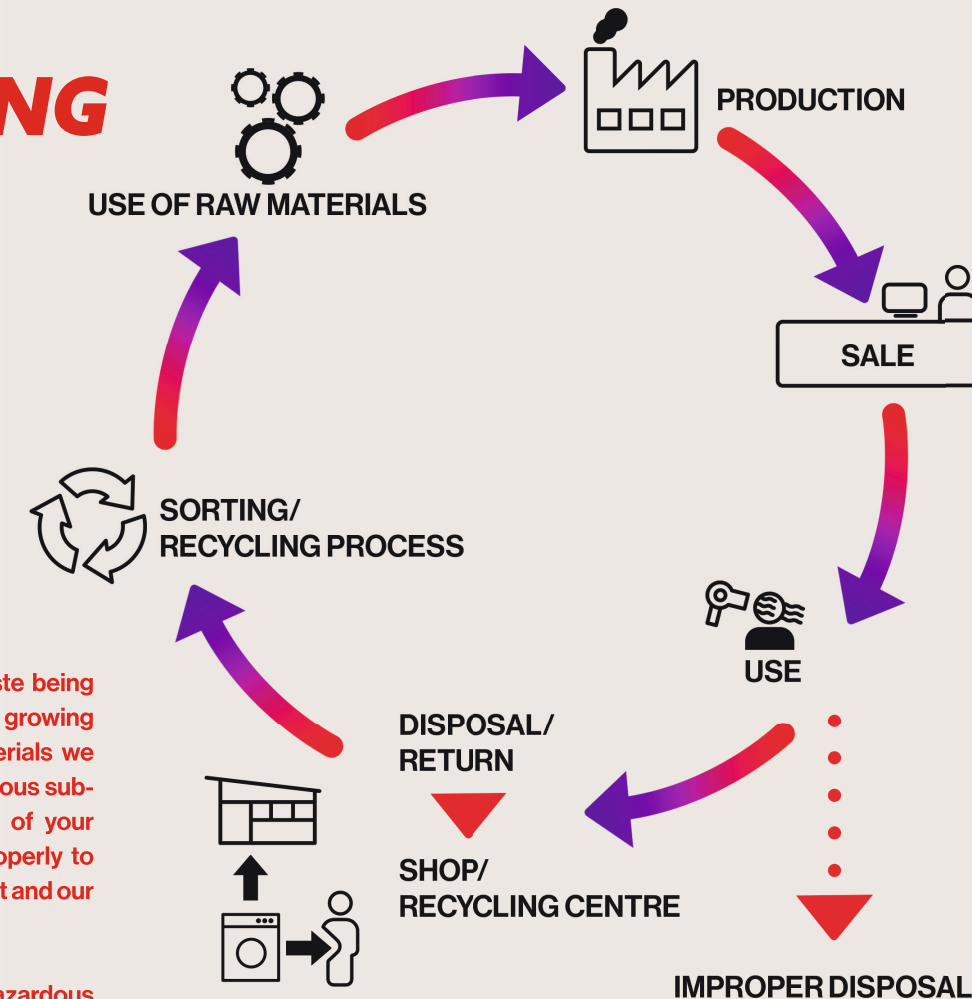 NG
USE OF RAW MATERIALS
PRODUCTION
SALE
SORTING/
RECYCLING PROCESS
USE
DISPOSAL/
RETURN
SHOP/
RECYCLING CENTRE
IMPROPER DISPOSAL
ste being
growing
erials we
ous sub-
of your
operly to
t and our
azardous